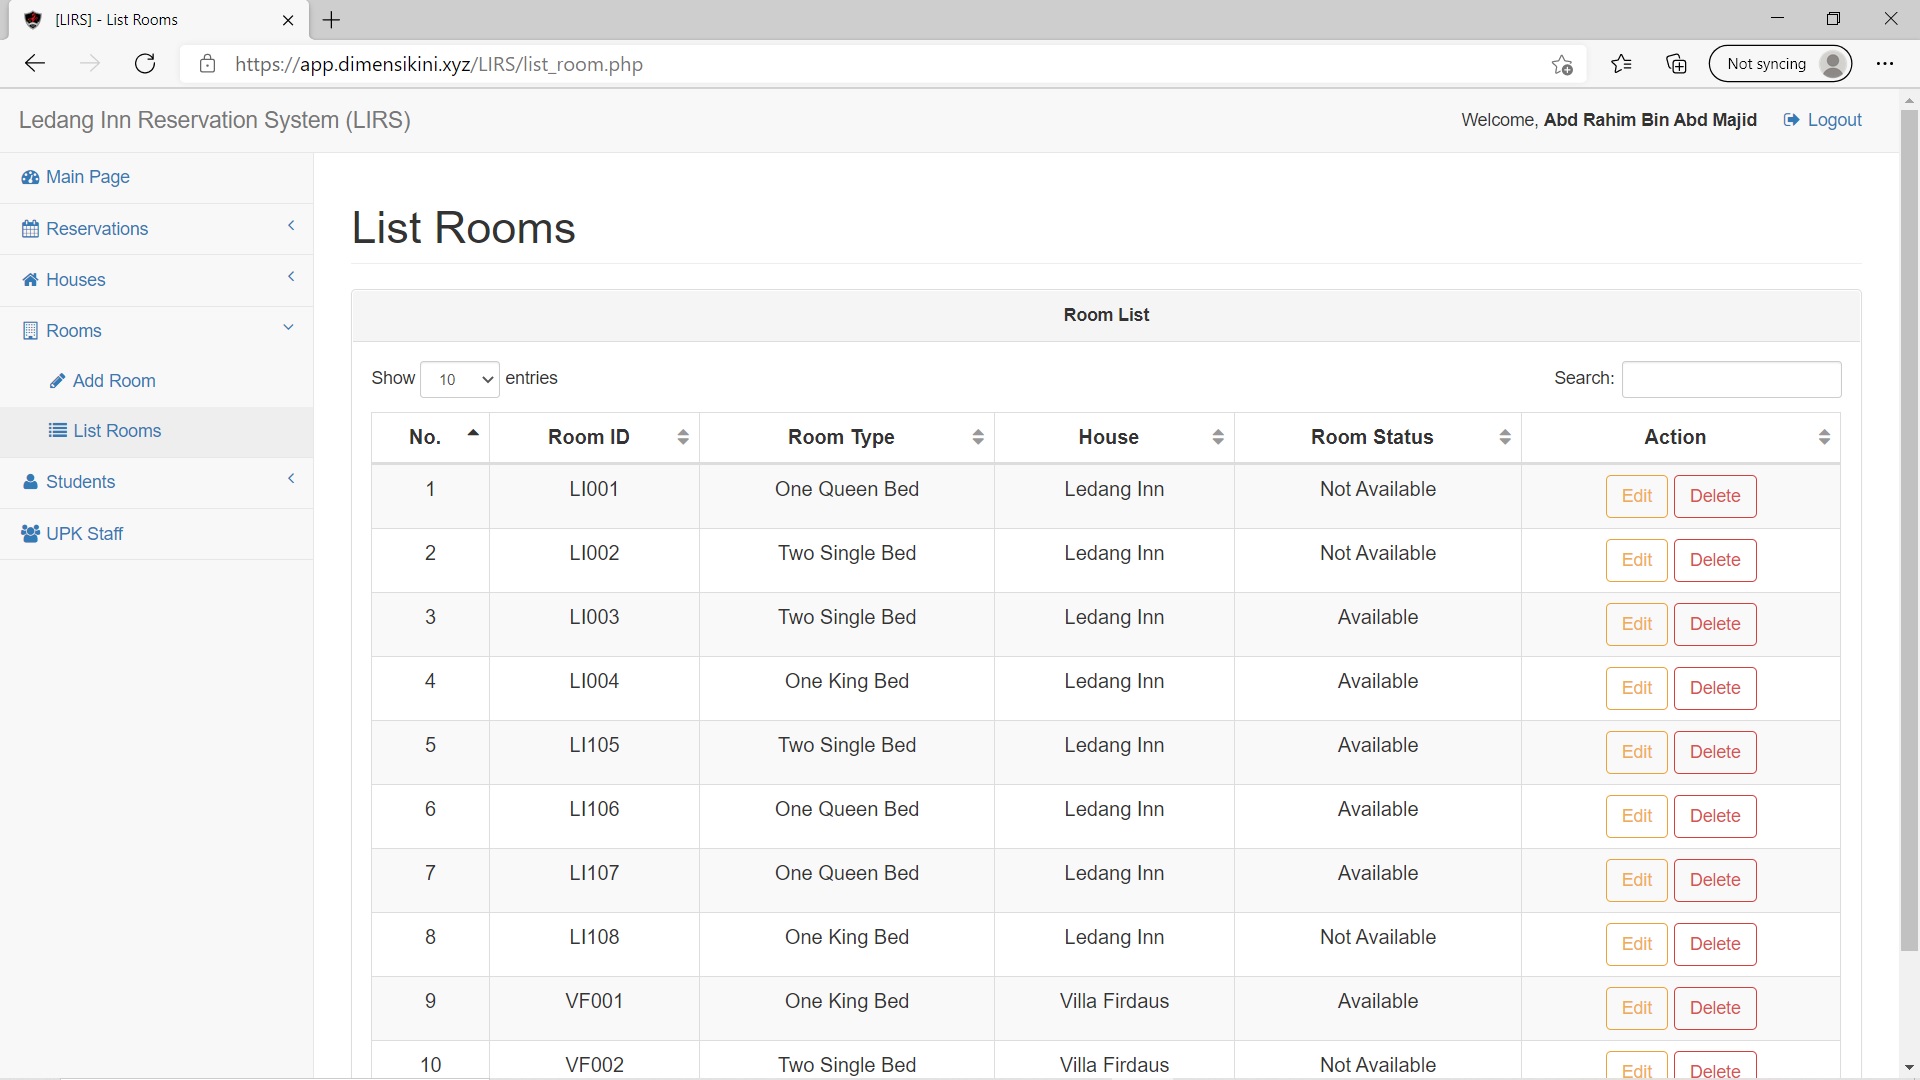 [LIRS] - List Rooms
https://app.dimensikini.xyz/LIRS/list_room.php
Not syncing
Ledang Inn Reservation System (LIRS)
Welcome, Abd Rahim Bin Abd Majid
Logout
Main Page
Reservations
Houses
Rooms
Add Room
List Rooms
Students
UPK Staff
List Rooms
Room List
Show 10 entries
Search:
No. Room ID Room Type House Room Status Action
1 LI001 One Queen Bed Ledang Inn Not Available Edit Delete
2 LI002 Two Single Bed Ledang Inn Not Available Edit Delete
3 LI003 Two Single Bed Ledang Inn Available Edit Delete
4 LI004 One King Bed Ledang Inn Available Edit Delete
5 LI105 Two Single Bed Ledang Inn Available Edit Delete
6 LI106 One Queen Bed Ledang Inn Available Edit Delete
7 LI107 One Queen Bed Ledang Inn Available Edit Delete
8 LI108 One King Bed Ledang Inn Not Available Edit Delete
9 VF001 One King Bed Villa Firdaus Available Edit Delete
10 VF002 Two Single Bed Villa Firdaus Not Available Edit Delete